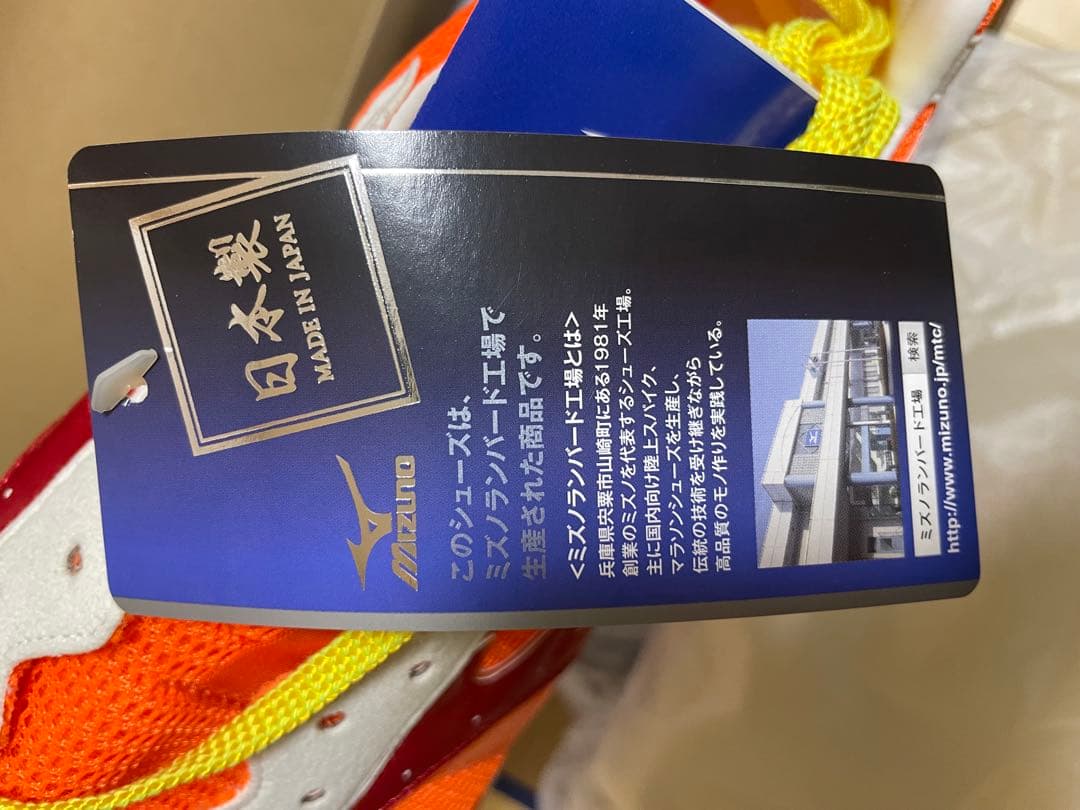 日本製
MADE IN JAPAN
MIZUNO
このシューズは、
ミズノランバード工場で
生産された商品です。
<ミズノランバード工場とは>
兵庫県宍粟市山崎町にある1981年
創業のミズノを代表するシューズ工場。
主に国内向け陸上スパイク、
マラソンシューズを生産し、
伝統の技術を受け継ぎながら
高品質のモノ作りを実践している。
ミズノランバード工場 検索
http://www.mizuno.jp/mtc/